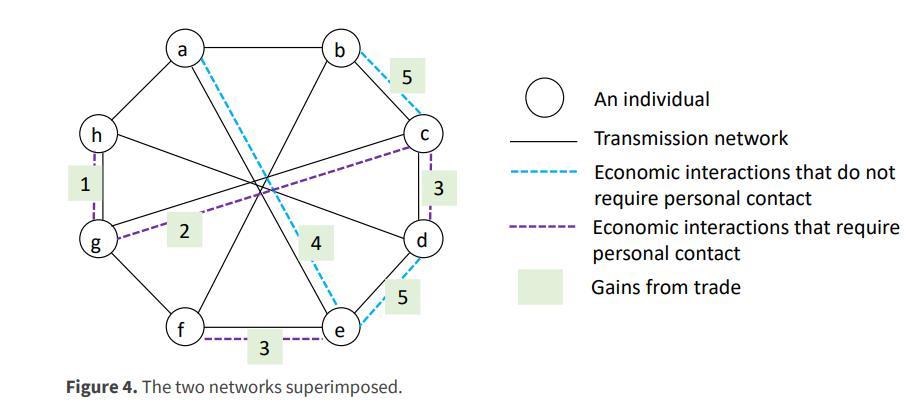 a
b
5
h
c
1
3
2
g
4
d
5
f
e
3
An individual
Transmission network
Economic interactions that do not
require personal contact
Economic interactions that require
personal contact
Gains from trade
Figure 4. The two networks superimposed.